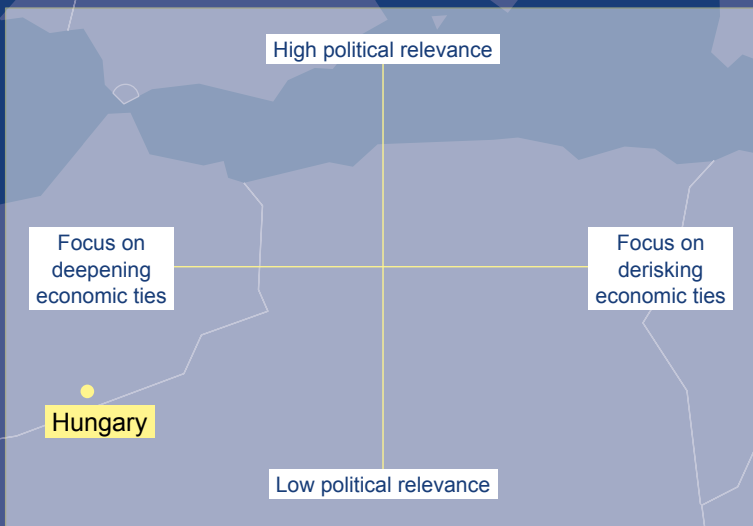 High political relevance
Focus on
deepening
economic ties
Focus on
derisking
economic ties
Hungary
Low political relevance